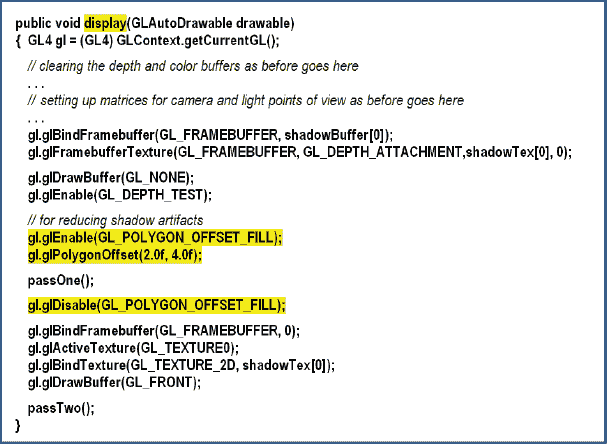 public void display(GLAutoDrawable drawable)
{ GL4 gl = (GL4) GLContext.getCurrentGL();
// clearing the depth and color buffers as before goes here
. . .
// setting up matrices for camera and light points of view as before goes here
. . .
gl.glBindFramebuffer(GL_FRAMEBUFFER, shadowBuffer[0]);
gl.glFramebufferTexture(GL_FRAMEBUFFER, GL_DEPTH_ATTACHMENT,shadowTex[0], 0);
gl.glDrawBuffer(GL_NONE);
gl.glEnable(GL_DEPTH_TEST);
// for reducing shadow artifacts
gl.glEnable(GL_POLYGON_OFFSET_FILL);
gl.glPolygonOffset(2.0f, 4.0f);
passOne();
gl.glDisable(GL_POLYGON_OFFSET_FILL);
gl.glBindFramebuffer(GL_FRAMEBUFFER, 0);
gl.glActiveTexture(GL_TEXTURE0);
gl.glBindTexture(GL_TEXTURE_2D, shadowTex[0]);
gl.glDrawBuffer(GL_FRONT);
passTwo();
}